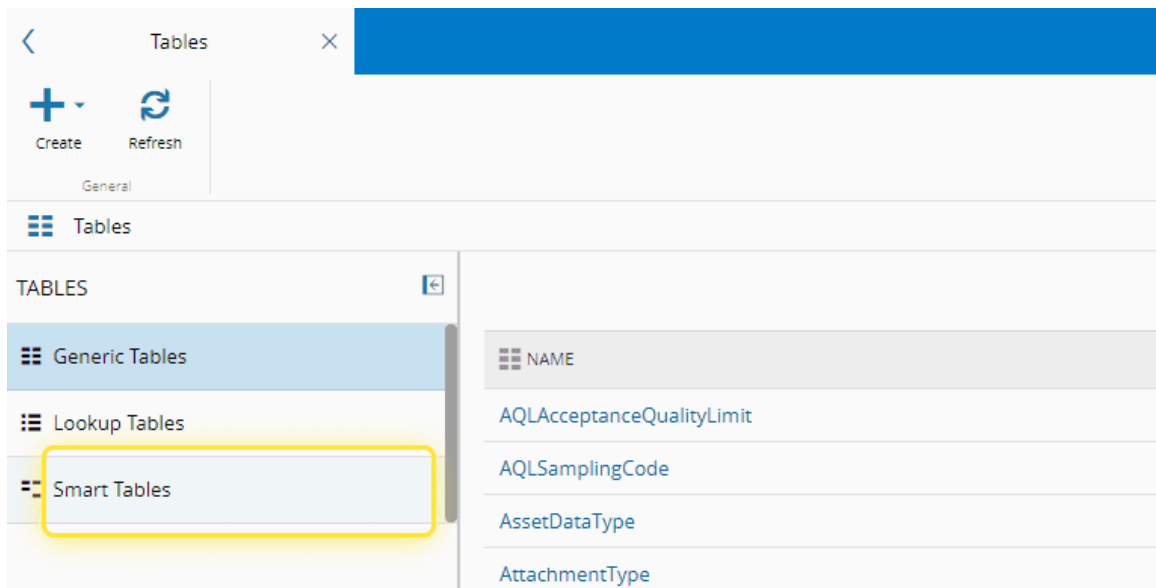 Tables
Create
Refresh
General
Tables
TABLES
Generic Tables
Lookup Tables
Smart Tables
NAME
AQLAcceptanceQualityLimit
AQLSamplingCode
AssetDataType
AttachmentType